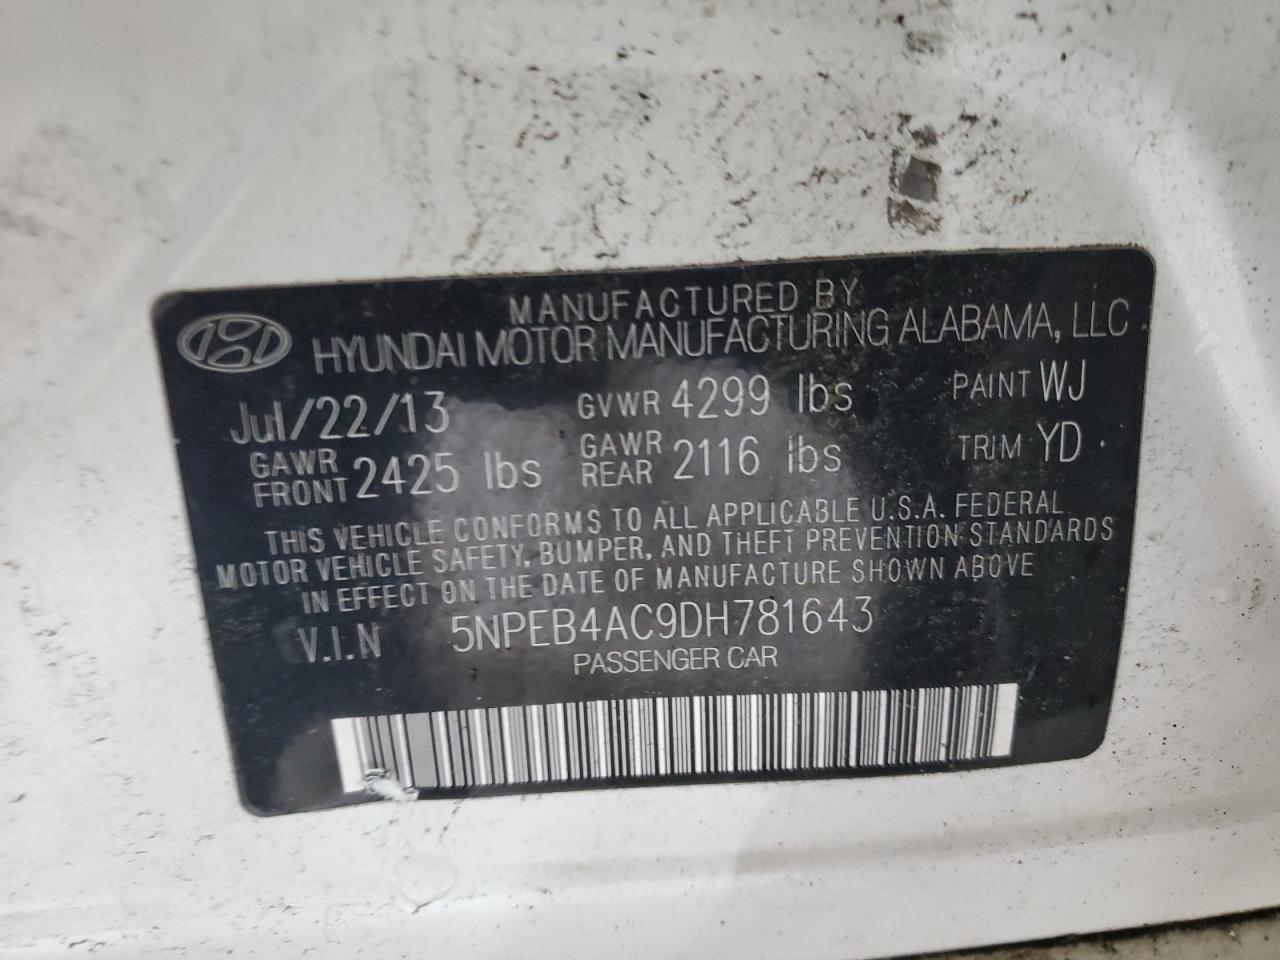 MANUFACTURED BY
HYUNDAI MOTOR MANUFACTURING ALABAMA, LLC
Jul/22/13 GVWR 4299 lbs PAINT WJ
GAWR FRONT 2425 lbs GAWR REAR 2116 lbs TRIM YD
THIS VEHICLE CONFORMS TO ALL APPLICABLE U.S.A. FEDERAL
MOTOR VEHICLE SAFETY, BUMPER, AND THEFT PREVENTION STANDARDS
IN EFFECT ON THE DATE OF MANUFACTURE SHOWN ABOVE
V.I.N 5NPEB4AC9DH781643
PASSENGER CAR